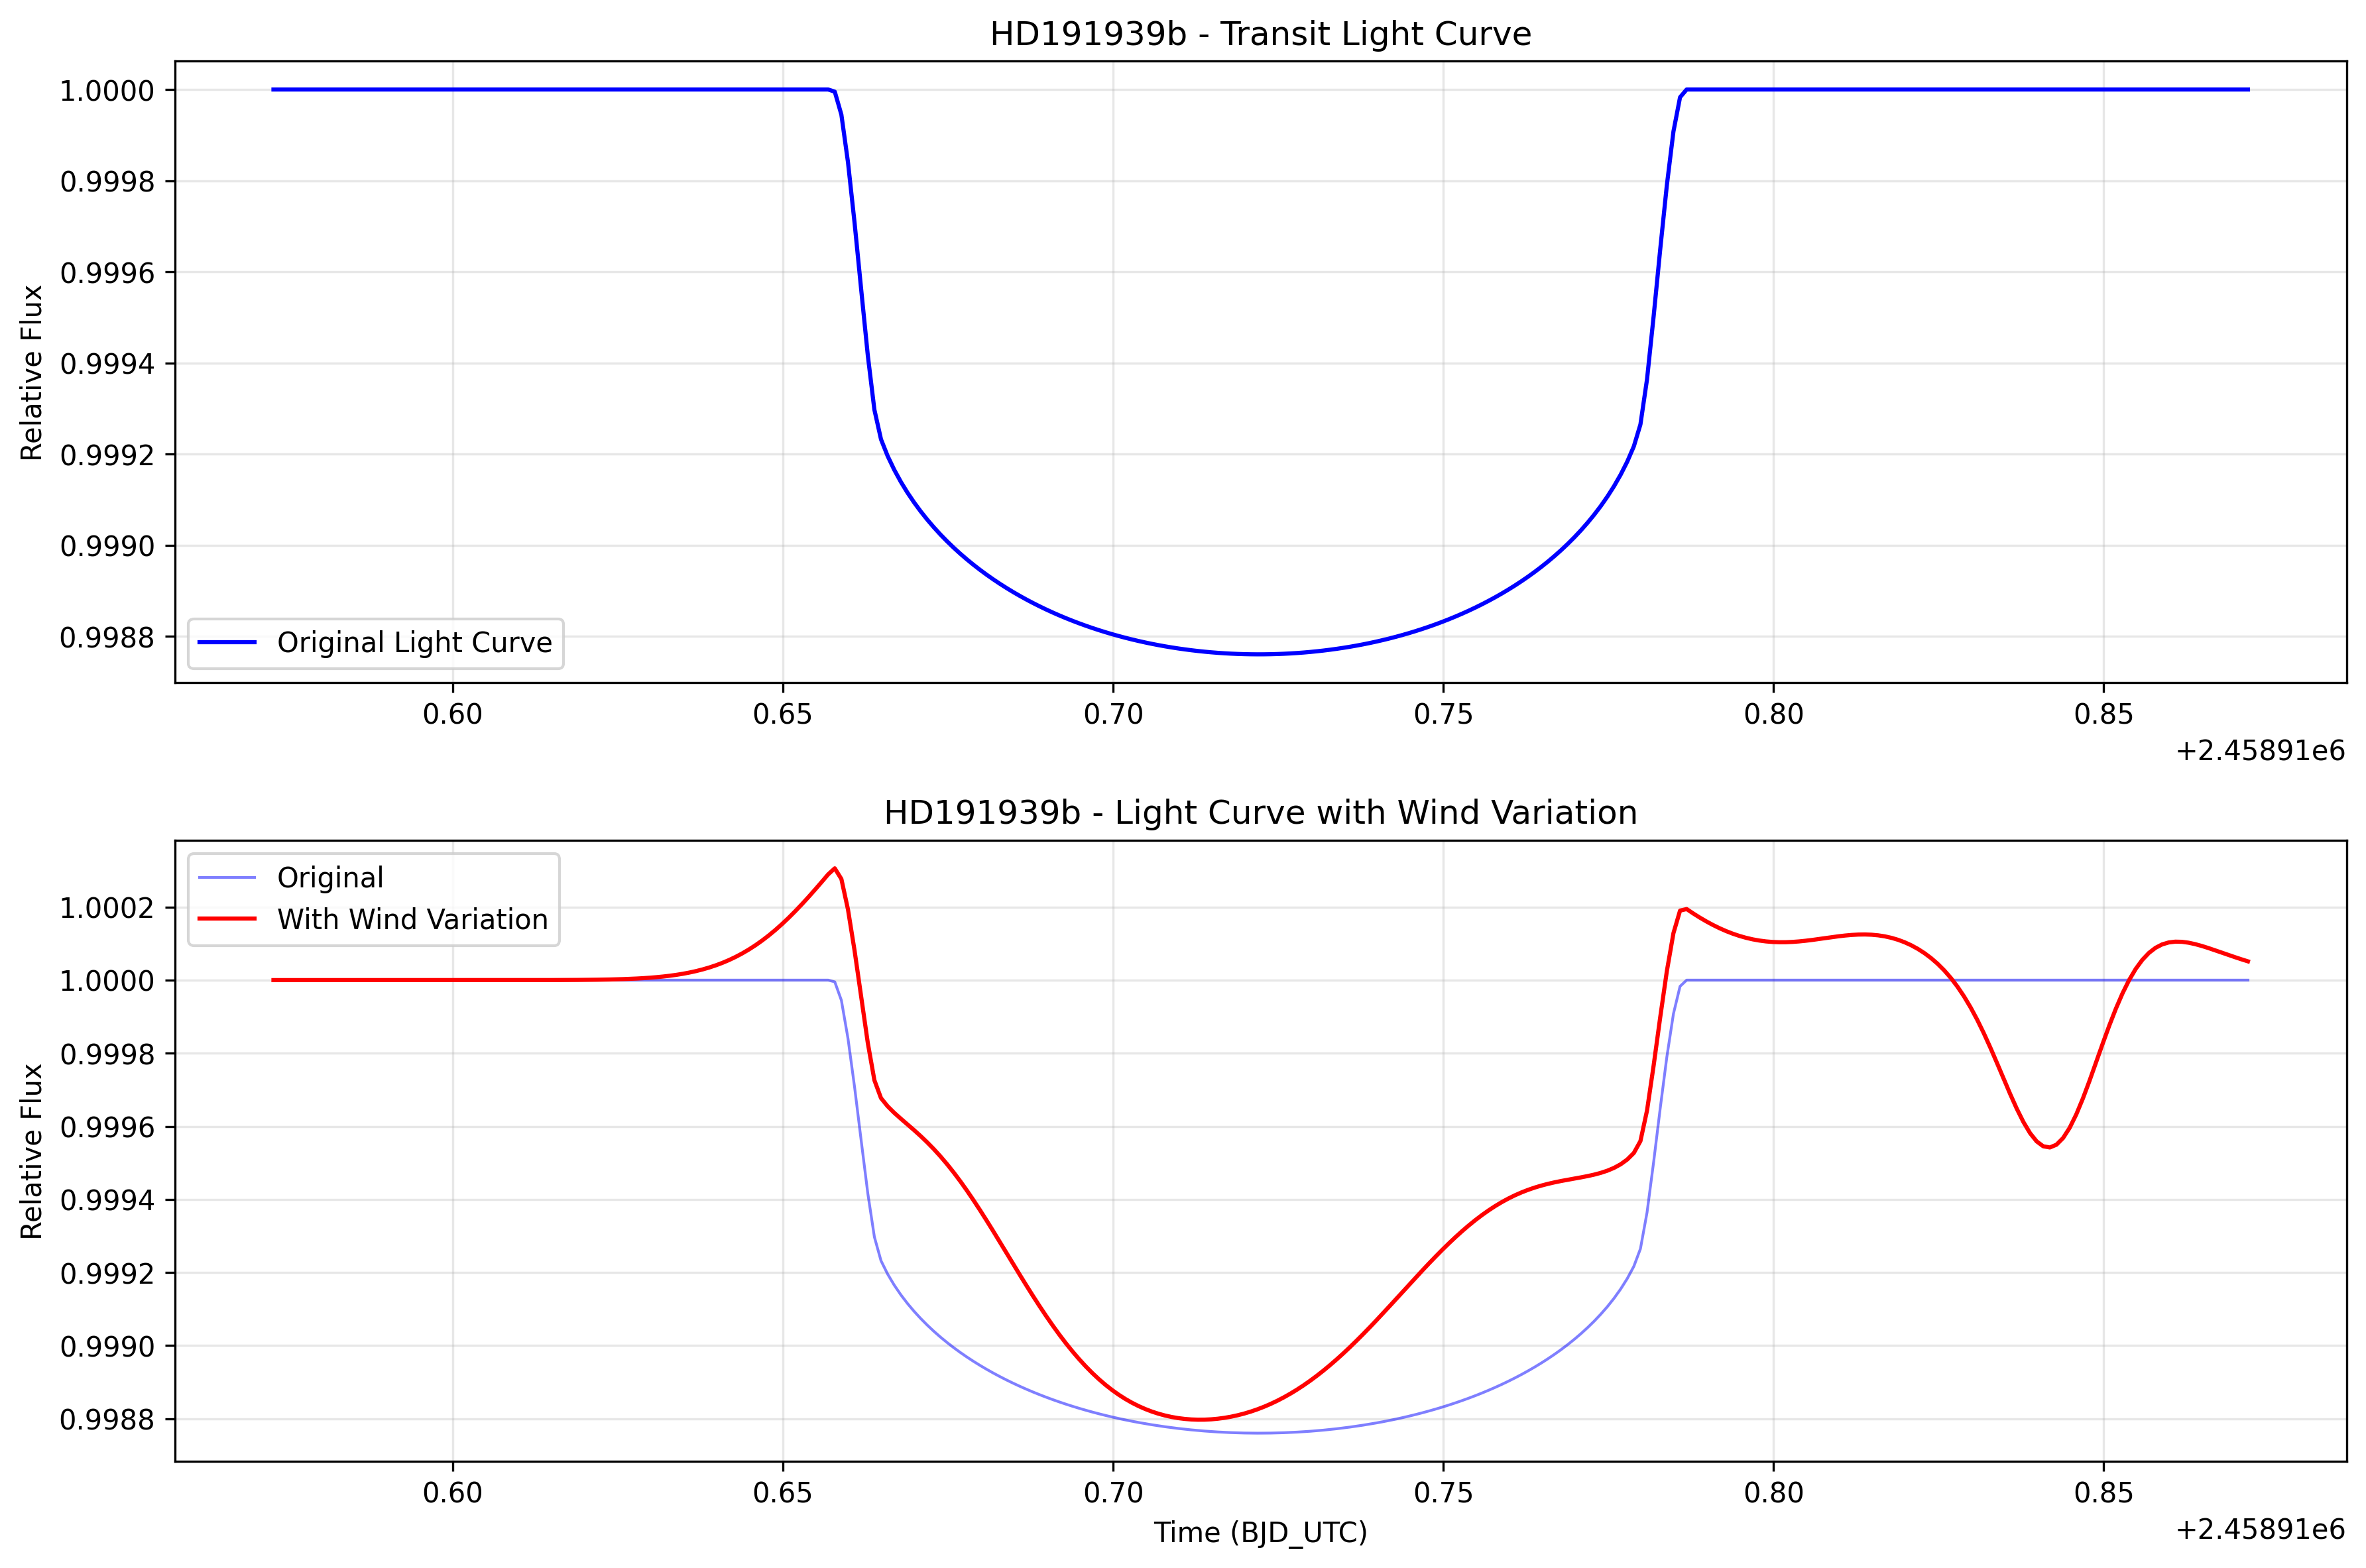 HD191939b - Transit Light Curve
Relative Flux
1.0000
0.9998
0.9996
0.9994
0.9992
0.9990
0.9988
Original Light Curve
0.60 0.65 0.70 0.75 0.80 0.85
+2.45891e6
HD191939b - Light Curve with Wind Variation
Relative Flux
Original
With Wind Variation
1.0002
1.0000
0.9998
0.9996
0.9994
0.9992
0.9990
0.9988
0.60 0.65 0.70 0.75 0.80 0.85
Time (BJD_UTC)
+2.45891e6